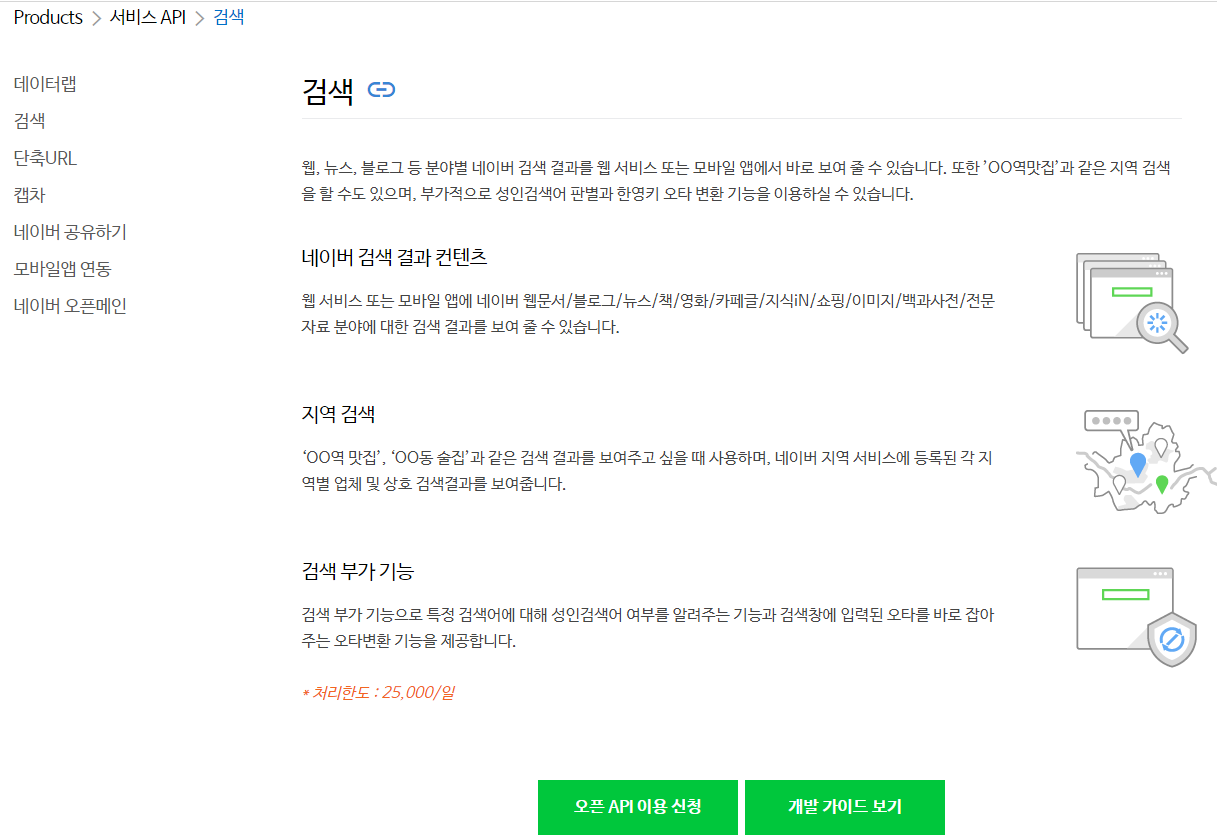 Products > 서비스 API > 검색
데이터랩
검색
단축URL
캡차
네이버 공유하기
모바일앱 연동
네이버 오픈메인
검색
웹, 뉴스, 블로그 등 분야별 네이버 검색 결과를 웹 서비스 또는 모바일 앱에서 바로 보여 줄 수 있습니다. 또한 ’OO역맛집’과 같은 지역 검색
을 할 수도 있으며, 부가적으로 성인검색어 판별과 한영키 오타 변환 기능을 이용하실 수 있습니다.
네이버 검색 결과 컨텐츠
웹 서비스 또는 모바일 앱에 네이버 웹문서/블로그/뉴스/책/영화/카페글/지식iN/쇼핑/이미지/백과사전/전문
자료 분야에 대한 검색 결과를 보여 줄 수 있습니다.
지역 검색
‘OO역 맛집’, ‘OO동 술집’과 같은 검색 결과를 보여주고 싶을 때 사용하며, 네이버 지역 서비스에 등록된 각 지
역별 업체 및 상호 검색결과를 보여줍니다.
검색 부가 기능
검색 부가 기능으로 특정 검색어에 대해 성인검색어 여부를 알려주는 기능과 검색창에 입력된 오타를 바로 잡아
주는 오타변환 기능을 제공합니다.
* 처리한도 : 25,000/일
오픈 API 이용 신청
개발 가이드 보기